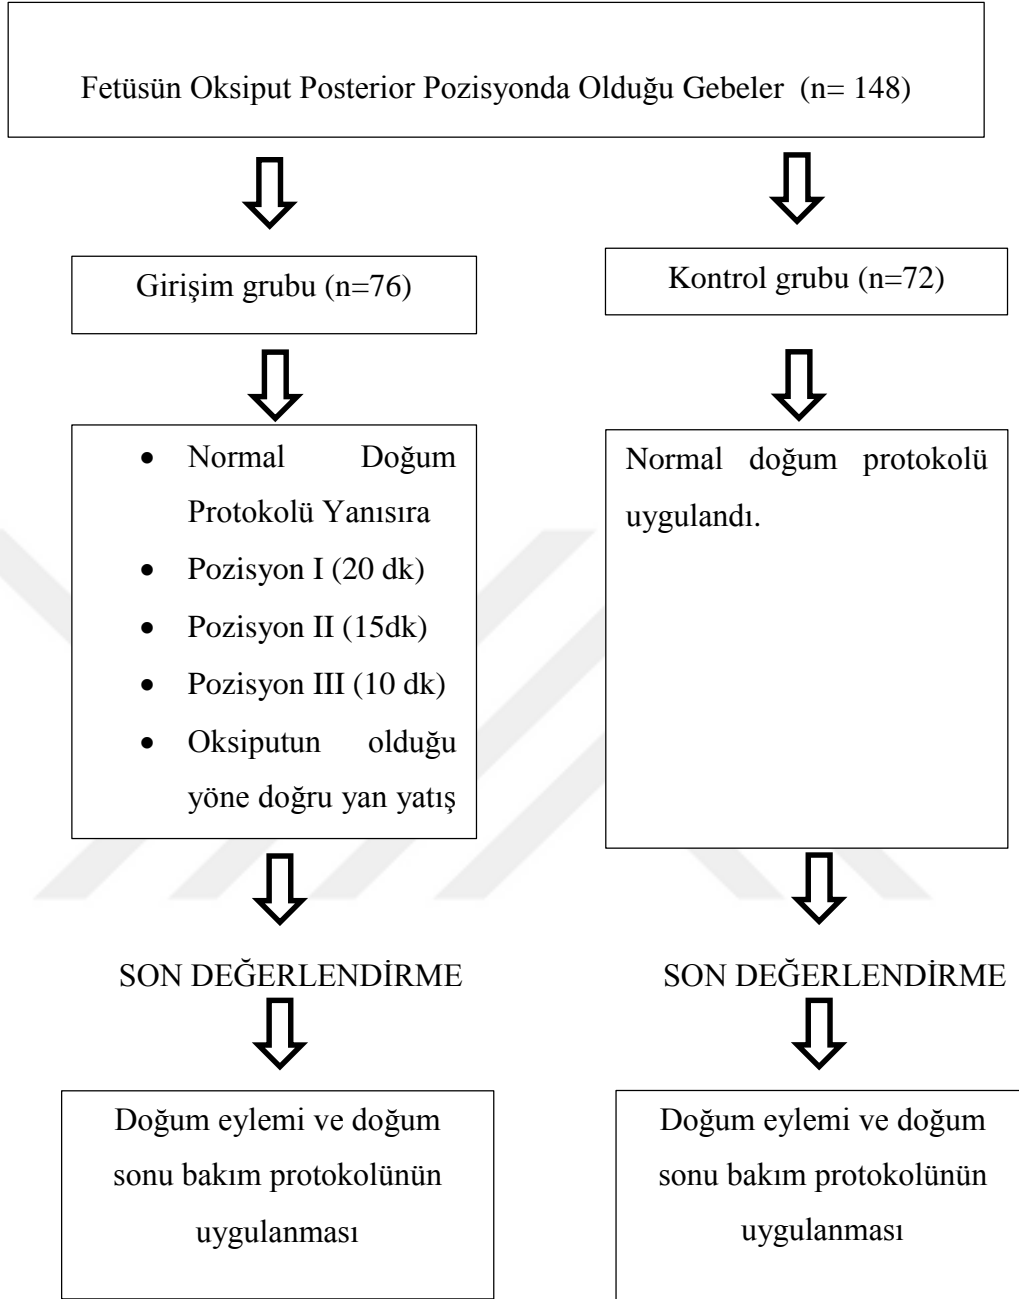 Fetüsün Oksiput Posterior Pozisyonda Olduğu Gebeler (n= 148)
Girişim grubu (n=76)
Kontrol grubu (n=72)
• Normal Doğum
Protokolü Yanısıra
• Pozisyon I (20 dk)
• Pozisyon II (15dk)
• Pozisyon III (10 dk)
• Oksiputun olduğu
yöne doğru yan yatış
Normal doğum protokolü
uygulandı.
SON DEĞERLENDİRME
SON DEĞERLENDİRME
Doğum eylemi ve doğum
sonu bakım protokolünün
uygulanması
Doğum eylemi ve doğum
sonu bakım protokolünün
uygulanması